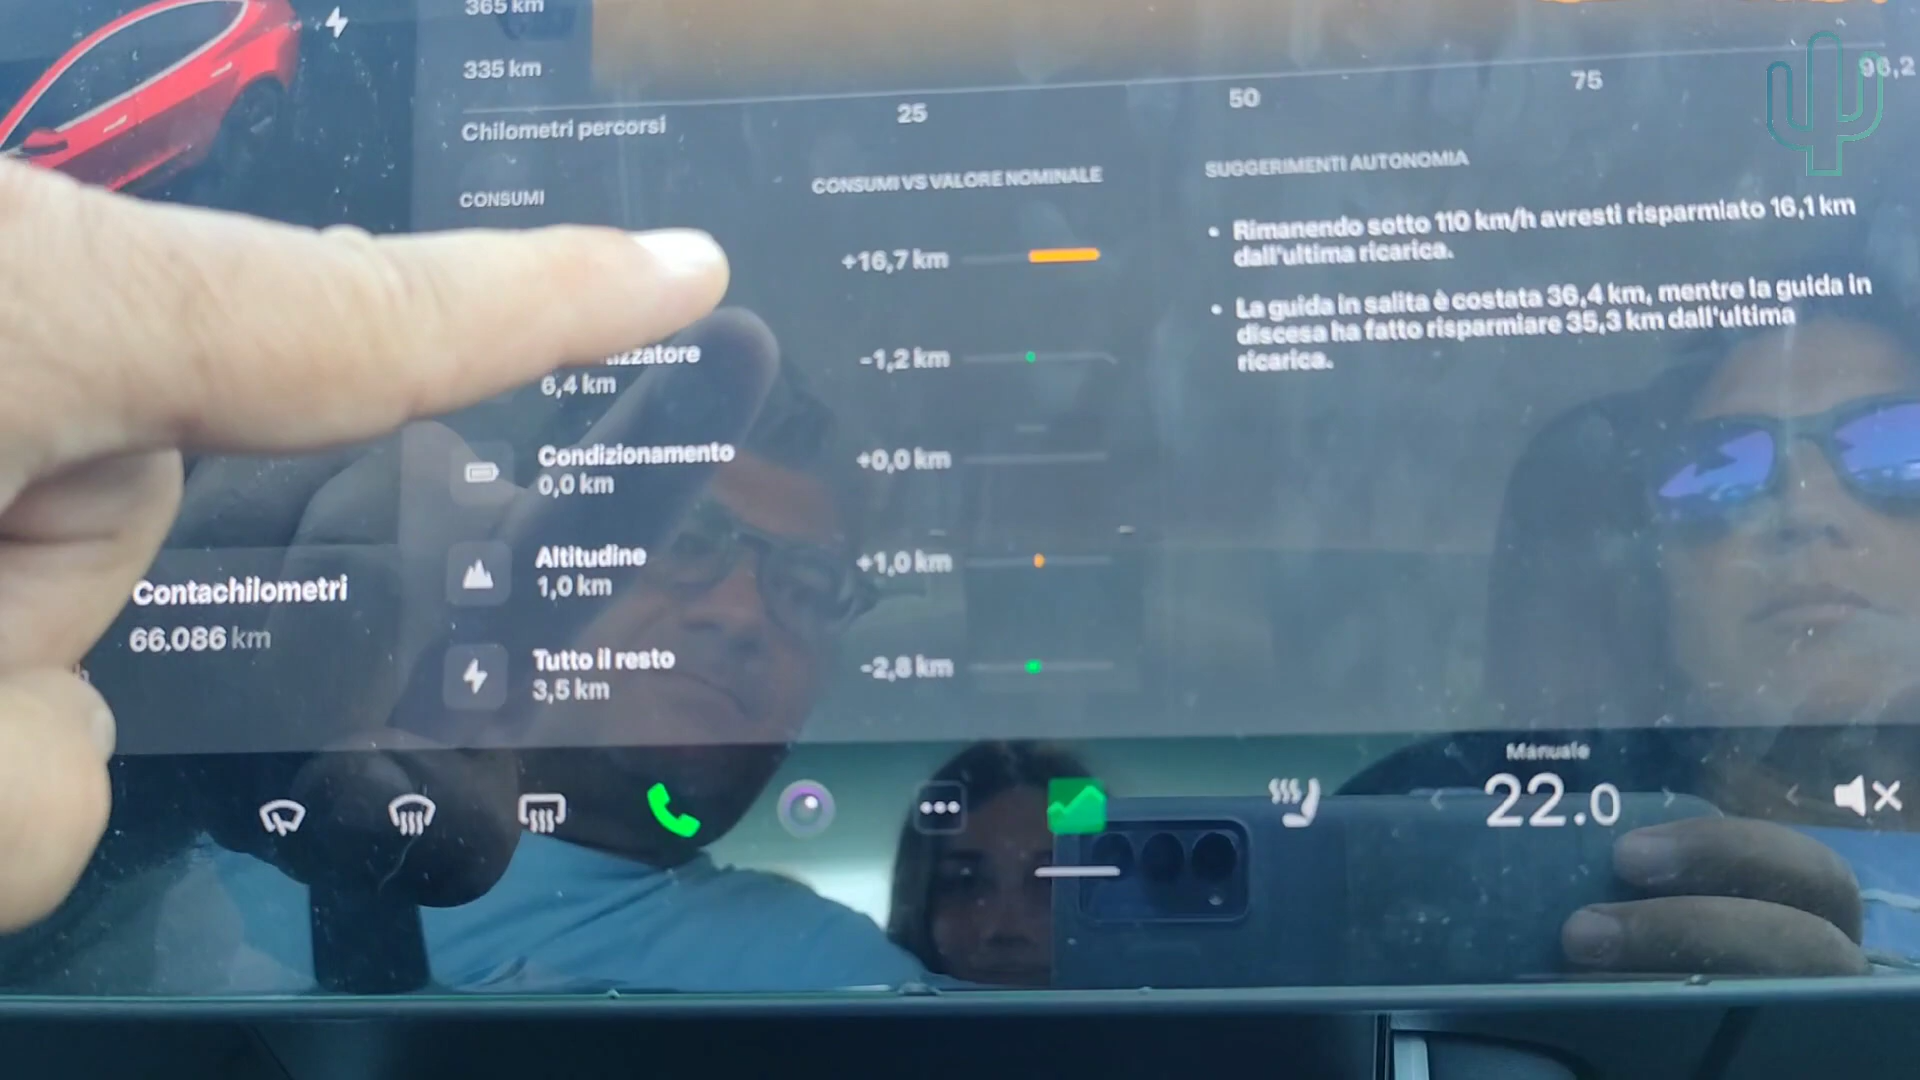 365 km
335 km
25
50
75
96,2
Chilometri percorsi
CONSUMI
CONSUMI VS VALORE NOMINALE
SUGGERIMENTI AUTONOMIA
+16,7 km
Rimanendo sotto 110 km/h avresti risparmiato 16,1 km
dall'ultima ricarica.
La guida in salita è costata 36,4 km, mentre la guida in
discesa ha fatto risparmiare 35,3 km dall'ultima
ricarica.
6,4 km
-1,2 km
Condizionamento
0,0 km
+0,0 km
Altitudine
1,0 km
+1,0 km
Tutto il resto
3,5 km
-2,8 km
Contachilometri
66.086 km
Manuale
22.0